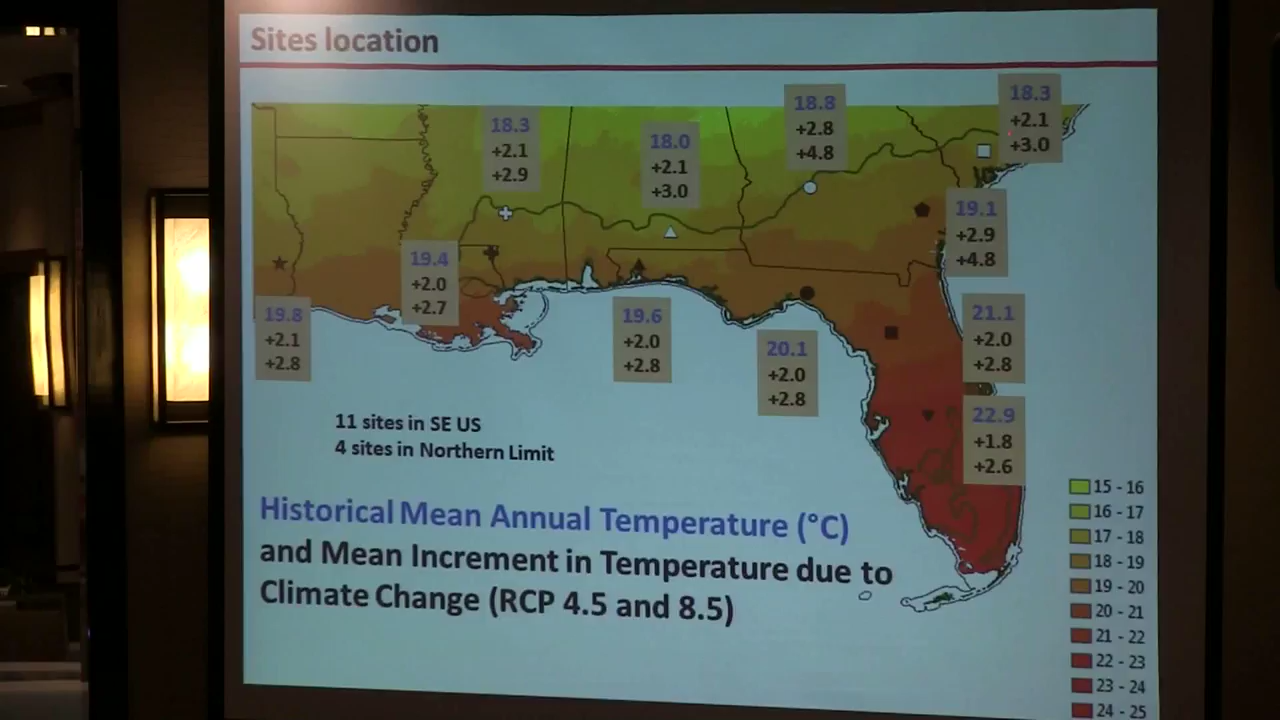 Sites location
18.3
+2.1
+2.9
18.0
+2.1
+3.0
18.8
+2.8
+4.8
18.3
+2.1
+3.0
19.1
+2.9
+4.8
19.4
+2.0
+2.7
19.8
+2.1
+2.8
19.6
+2.0
+2.8
20.1
+2.0
+2.8
21.1
+2.0
+2.8
22.9
+1.8
+2.6
11 sites in SE US
4 sites in Northern Limit
Historical Mean Annual Temperature (°C)
and Mean Increment in Temperature due to
Climate Change (RCP 4.5 and 8.5)
15 - 16
16 - 17
17 - 18
18 - 19
19 - 20
20 - 21
21 - 22
22 - 23
23 - 24
24 - 25